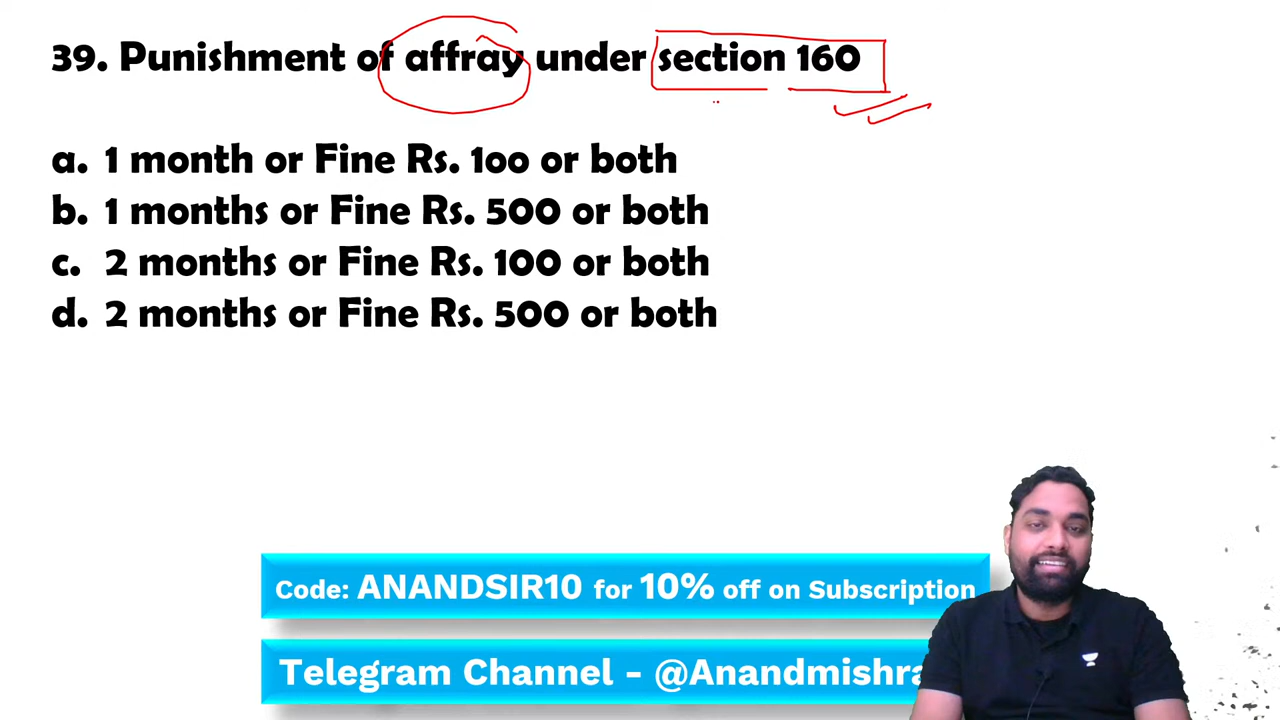 39. Punishment of affray under section 160
a. 1 month or Fine Rs. 1oo or both
b. 1 months or Fine Rs. 500 or both
c. 2 months or Fine Rs. 100 or both
d. 2 months or Fine Rs. 500 or both
Code: ANANDSIR10 for 10% off on Subscription
Telegram Channel - @Anandmishra